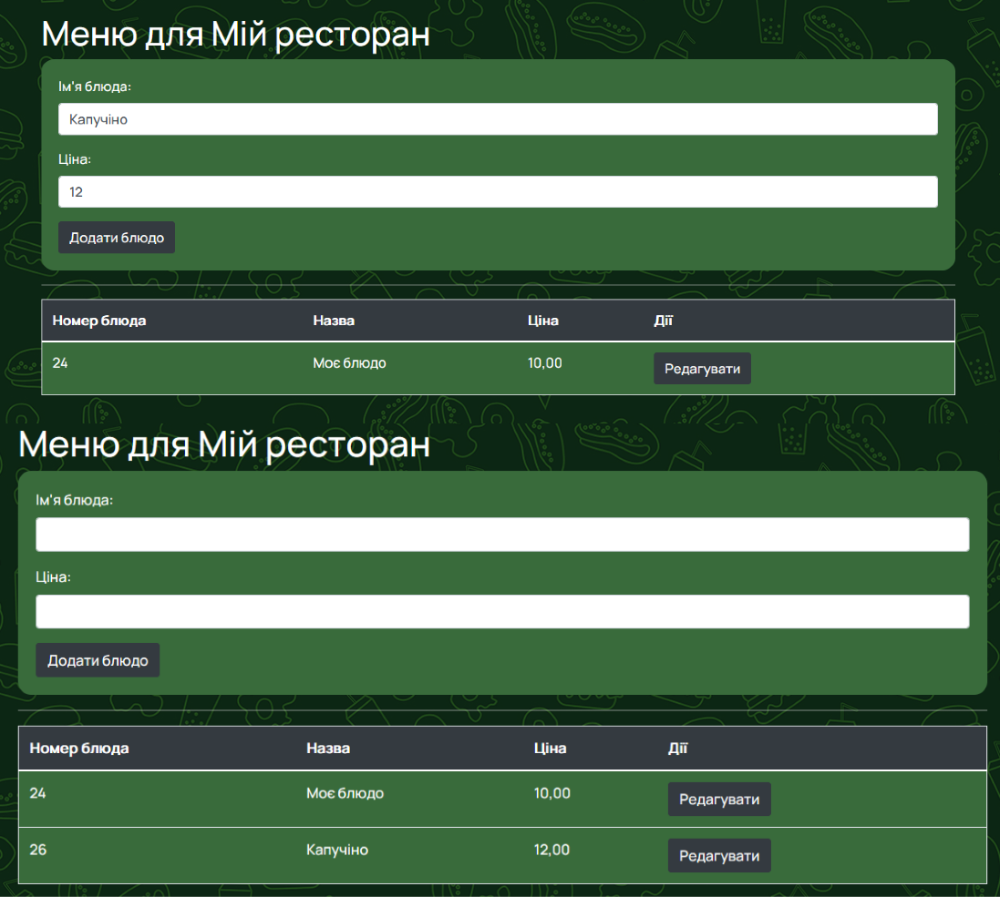 Меню для Мій ресторан
Ім'я блюда:
Капучіно
Ціна:
12
Додати блюдо
Номер блюда Назва Ціна Дії
24 Моє блюдо 10,00 Редагувати
Меню для Мій ресторан
Ім'я блюда:
Ціна:
Додати блюдо
Номер блюда Назва Ціна Дії
24 Моє блюдо 10,00 Редагувати
26 Капучіно 12,00 Редагувати